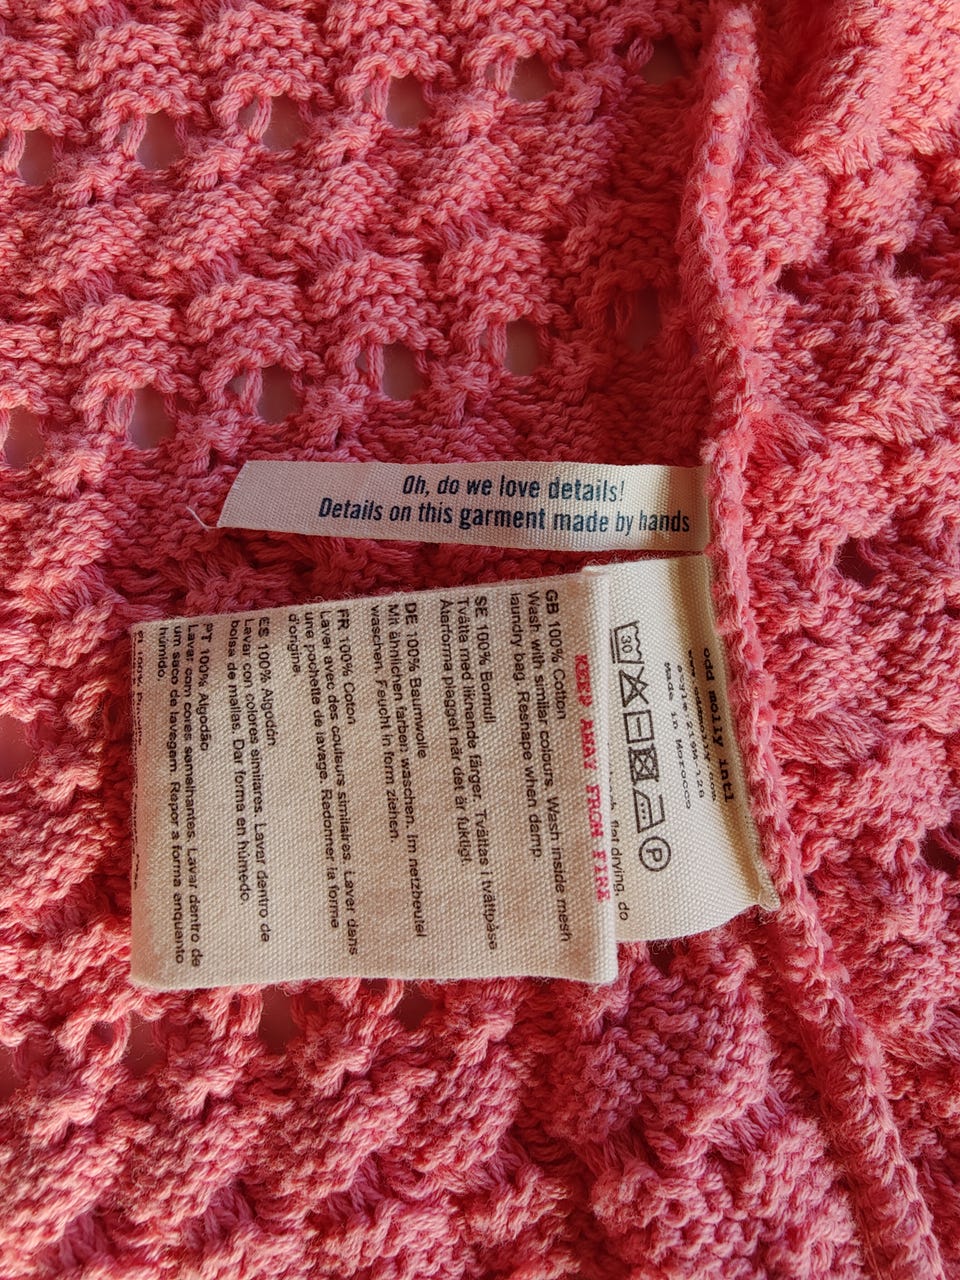 Oh, do we love details!
Details on this garment made by hands
odd molly intl
www.oddmolly.com
Made in Morocco
30
P
flat drying, do
KEEP AWAY FROM FIRE
GB 100% Cotton
Wash with similar colours. Wash inside mesh
laundry bag. Reshape when damp.
SE 100% Bomull
Tvätta med liknande färger. Tvättas i tvättpåse.
Återforma plagget när det är fuktigt.
DE 100% Baumwolle
Mit ähnlichen farben waschen. Im netzbeutel
waschen. Feucht in form ziehen.
FR 100% Coton
Laver avec des couleurs similaires. Laver dans
une pochette de lavage. Redonner la forme
d'origine.
ES 100% Algodón
Lavar con colores similares. Lavar dentro de
bolsa de mallas. Dar forma en húmedo.
PT 100% Algodão
Lavar com cores semelhantes. Lavar dentro de
um saco de lavagem. Repor a forma enquanto
húmido.